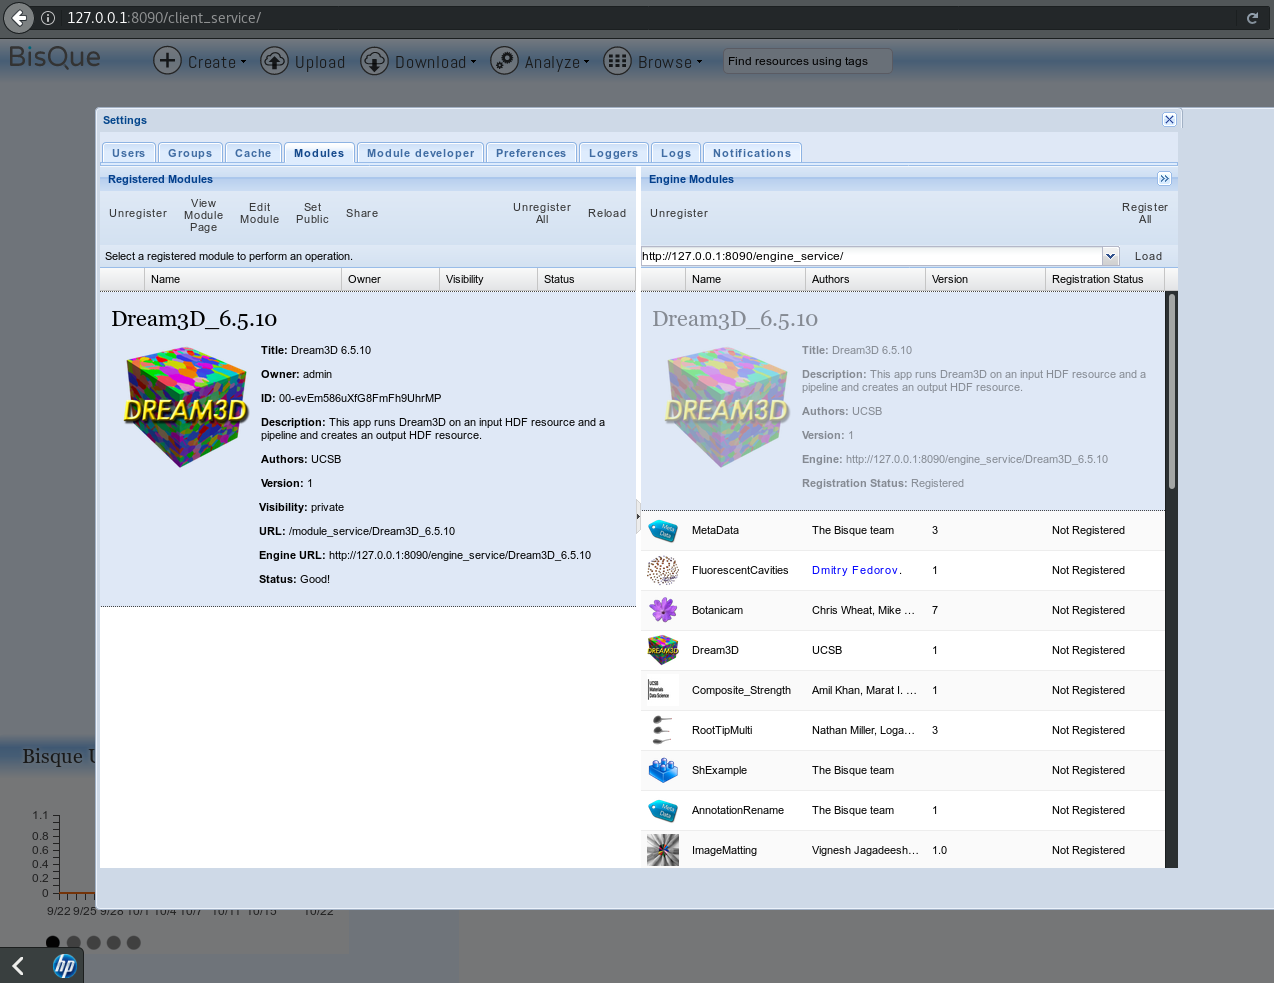 127.0.0.1:8090/client_service/
BisQue
Create
Upload
Download
Analyze
Browse
Find resources using tags
Settings
Users
Groups
Cache
Modules
Module developer
Preferences
Loggers
Logs
Notifications
Registered Modules
Unregister
View
Module
Page
Edit
Module
Set
Public
Share
Unregister
All
Reload
Select a registered module to perform an operation.
Name Owner Visibility Status
Dream3D_6.5.10
DREAM3D
Title: Dream3D 6.5.10
Owner: admin
ID: 00-evEm586uXfG8FmFh9UhrMP
Description: This app runs Dream3D on an input HDF resource and a
pipeline and creates an output HDF resource.
Authors: UCSB
Version: 1
Visibility: private
URL: /module_service/Dream3D_6.5.10
Engine URL: http://127.0.0.1:8090/engine_service/Dream3D_6.5.10
Status: Good!
Engine Modules
Unregister
Register
All
http://127.0.0.1:8090/engine_service/
Load
Name Authors Version Registration Status
Dream3D_6.5.10
DREAM3D
Title: Dream3D 6.5.10
Description: This app runs Dream3D on an input HDF resource and a
pipeline and creates an output HDF resource.
Authors: UCSB
Version: 1
Engine: http://127.0.0.1:8090/engine_service/Dream3D_6.5.10
Registration Status: Registered
Meta
Data
MetaData The Bisque team 3 Not Registered
FluorescentCavities Dmitry Fedorov. 1 Not Registered
Botanicam Chris Wheat, Mike ... 7 Not Registered
DREAM3D
Dream3D UCSB 1 Not Registered
UCSB
Materials
Data Science
Composite_Strength Amil Khan, Marat I. ... 1 Not Registered
RootTipMulti Nathan Miller, Loga... 3 Not Registered
ShExample The Bisque team Not Registered
Meta
Data
AnnotationRename The Bisque team 1 Not Registered
ImageMatting Vignesh Jagadeesh... 1.0 Not Registered
Bisque U
1.1
0.8
0.6
0.4
0.2
0
9/22 9/25 9/28 10/1 10/4 10/7 10/11 10/15 10/22
hp